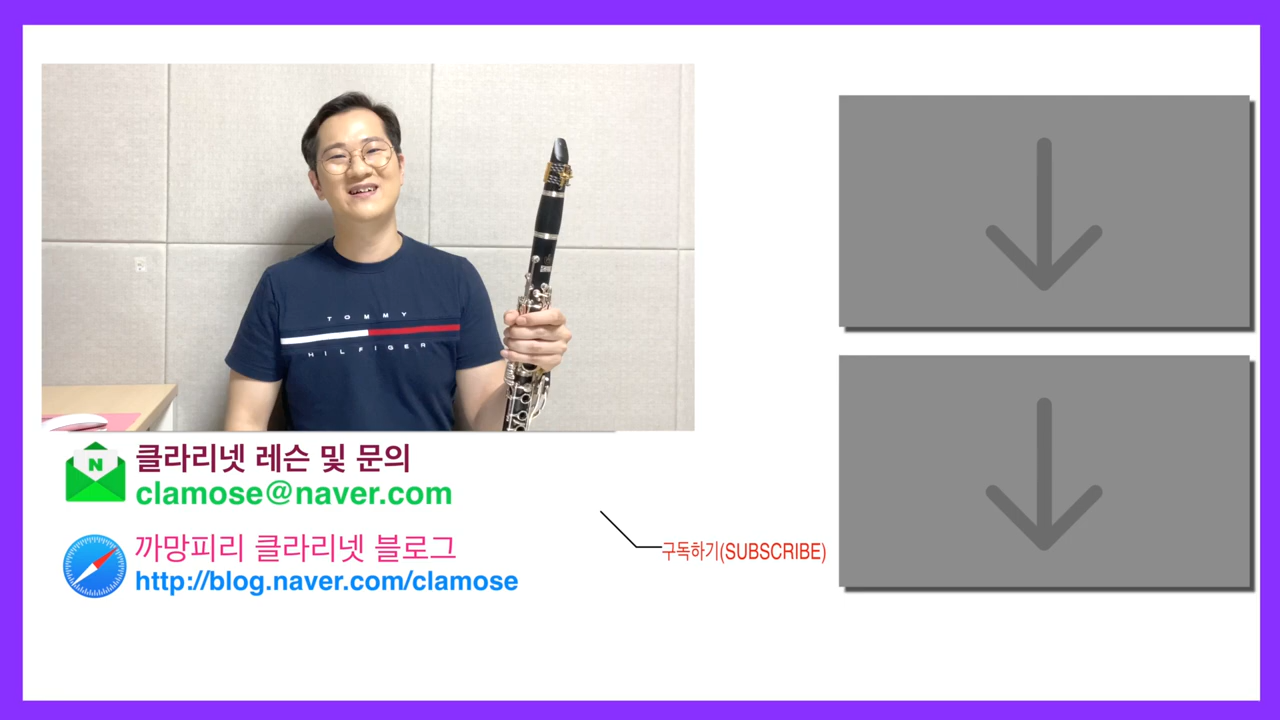 TOMMY
HILFIGER
N
클라리넷 레슨 및 문의
clamose@naver.com
까망피리 클라리넷 블로그
http://blog.naver.com/clamose
구독하기(SUBSCRIBE)